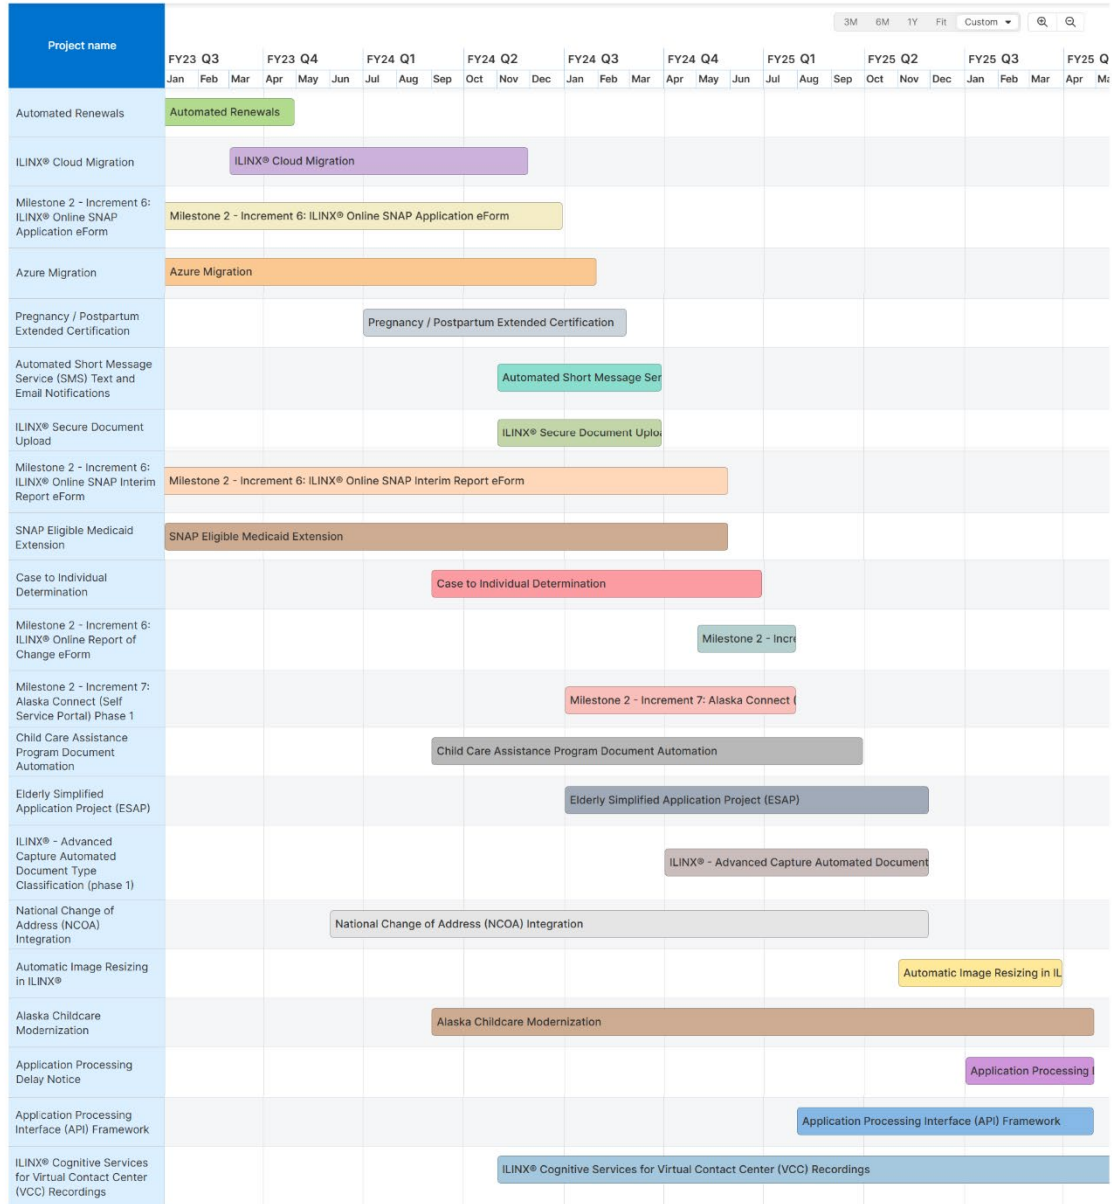 3M 6M 1Y Fit Custom
Project name
FY23 Q3 FY23 Q4 FY24 Q1 FY24 Q2 FY24 Q3 FY24 Q4 FY25 Q1 FY25 Q2 FY25 Q3 FY25 Q
Jan Feb Mar Apr May Jun Jul Aug Sep Oct Nov Dec Jan Feb Mar Apr May Jun Jul Aug Sep Oct Nov Dec Jan Feb Mar Apr Ma
Automated Renewals
Automated Renewals
ILINX® Cloud Migration
ILINX® Cloud Migration
Milestone 2 - Increment 6:
ILINX® Online SNAP
Application eForm
Milestone 2 - Increment 6: ILINX® Online SNAP Application eForm
Azure Migration
Azure Migration
Pregnancy / Postpartum
Extended Certification
Pregnancy / Postpartum Extended Certification
Automated Short Message
Service (SMS) Text and
Email Notifications
Automated Short Message Ser
ILINX® Secure Document
Upload
ILINX® Secure Document Uploa
Milestone 2 - Increment 6:
ILINX® Online SNAP Interim
Report eForm
Milestone 2 - Increment 6: ILINX® Online SNAP Interim Report eForm
SNAP Eligible Medicaid
Extension
SNAP Eligible Medicaid Extension
Case to Individual
Determination
Case to Individual Determination
Milestone 2 - Increment 6:
ILINX® Online Report of
Change eForm
Milestone 2 - Incre
Milestone 2 - Increment 7:
Alaska Connect (Self
Service Portal) Phase 1
Milestone 2 - Increment 7: Alaska Connect (
Child Care Assistance
Program Document
Automation
Child Care Assistance Program Document Automation
Elderly Simplified
Application Project (ESAP)
Elderly Simplified Application Project (ESAP)
ILINX® - Advanced
Capture Automated
Document Type
Classification (phase 1)
ILINX® - Advanced Capture Automated Document
National Change of
Address (NCOA)
Integration
National Change of Address (NCOA) Integration
Automatic Image Resizing
in ILINX®
Automatic Image Resizing in IL
Alaska Childcare
Modernization
Alaska Childcare Modernization
Application Processing
Delay Notice
Application Processing
Application Processing
Interface (API) Framework
Application Processing Interface (API) Framework
ILINX® Cognitive Services
for Virtual Contact Center
(VCC) Recordings
ILINX® Cognitive Services for Virtual Contact Center (VCC) Recordings